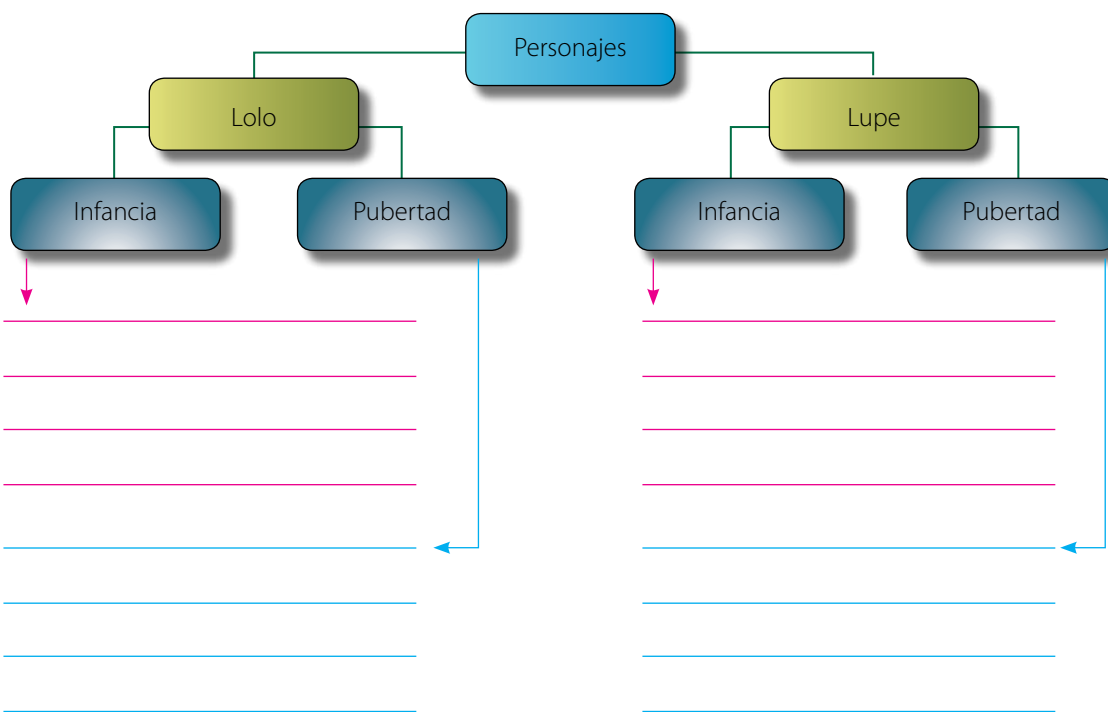 Personajes
Lolo
Lupe
Infancia
Pubertad
Infancia
Pubertad